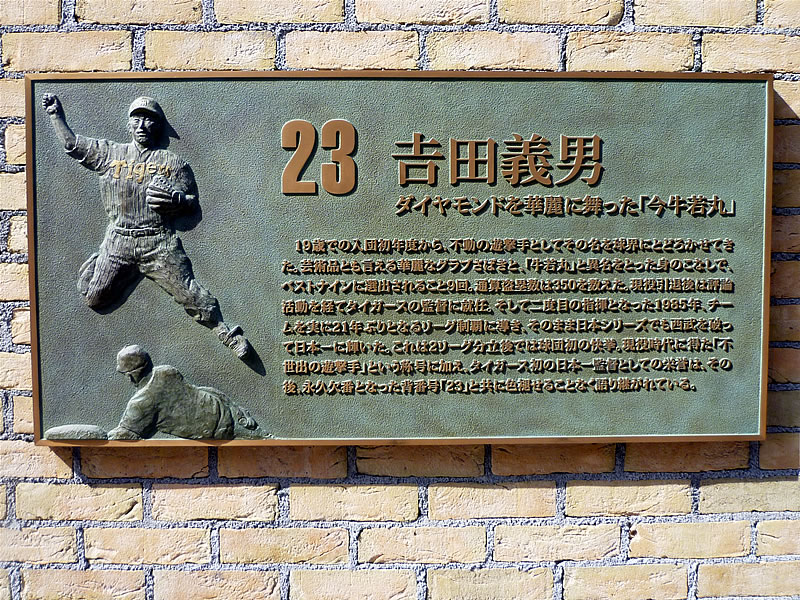 Tigers
23 吉田義男
ダイヤモンドを華麗に舞った「今牛若丸」
19歳での入団初年度から、不動の遊撃手としてその名を球界にとどろかせてき
た。芸術品とも言える華麗なグラブさばきと、「牛若丸」と異名をとった身のこなしで、
ベストナインに選出されること9回。通算盗塁数は350を数えた。現役引退後は評論
活動を経てタイガースの監督に就任。そして二度目の指揮となった1985年、チー
ムを実に21年ぶりとなるリーグ制覇に導き、そのまま日本シリーズでも西武を破っ
て日本一に輝いた。これは2リーグ分立後では球団初の快挙。現役時代に得た「不
世出の遊撃手」という称号に加え、タイガース初の日本一監督としての栄誉は、その
後、永久欠番となった背番号「23」と共に色褪せることなく語り継がれている。